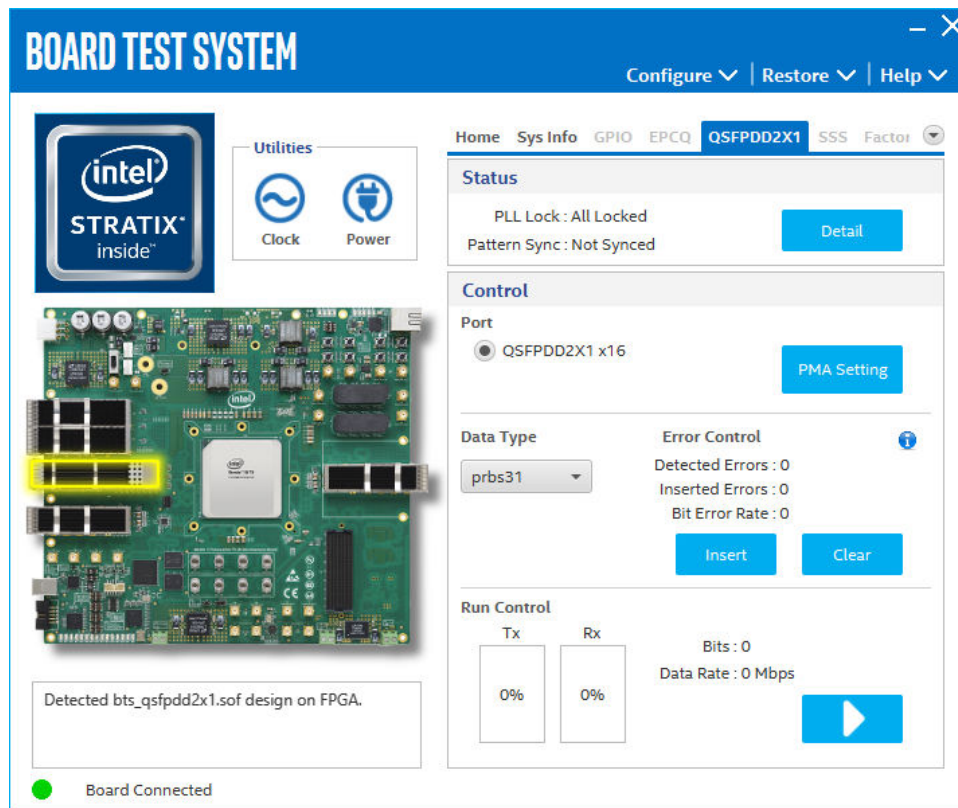 BOARD TEST SYSTEM
Configure | Restore | Help
intel
STRATIX
inside™
Utilities
Clock
Power
Home Sys Info GPIO EPCQ QSFPDD2X1 SSS Factor
Status
PLL Lock : All Locked
Pattern Sync : Not Synced
Detail
Control
Port
QSFPDD2X1 x16
PMA Setting
Data Type
prbs31
Error Control
Detected Errors : 0
Inserted Errors : 0
Bit Error Rate : 0
Insert
Clear
Run Control
Tx
Rx
0%
0%
Bits : 0
Data Rate : 0 Mbps
intel
Detected bts_qsfpdd2x1.sof design on FPGA.
Board Connected